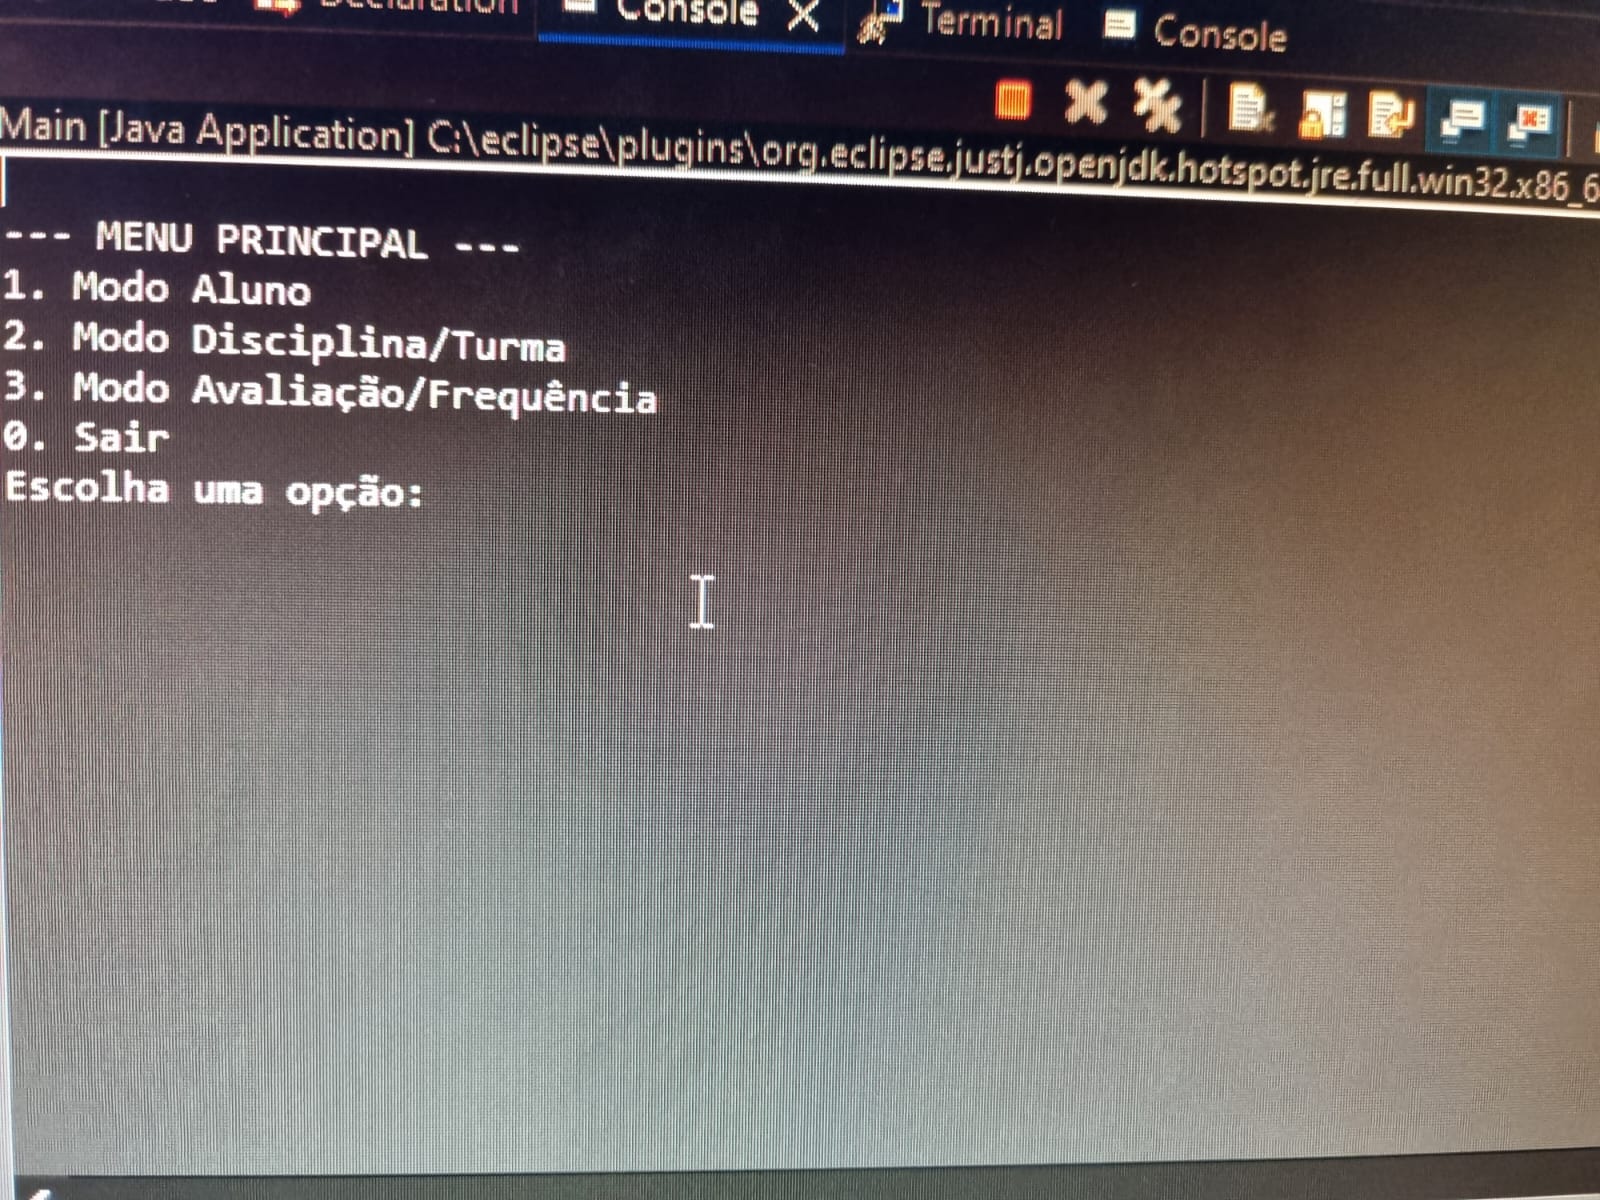 Declaration
Console X
Terminal
Console
Main [Java Application] C:\eclipse\plugins\org.eclipse.justj.openjdk.hotspot.jre.full.win32.x86_6
--- MENU PRINCIPAL ---
1. Modo Aluno
2. Modo Disciplina/Turma
3. Modo Avaliação/Frequência
0. Sair
Escolha uma opção: